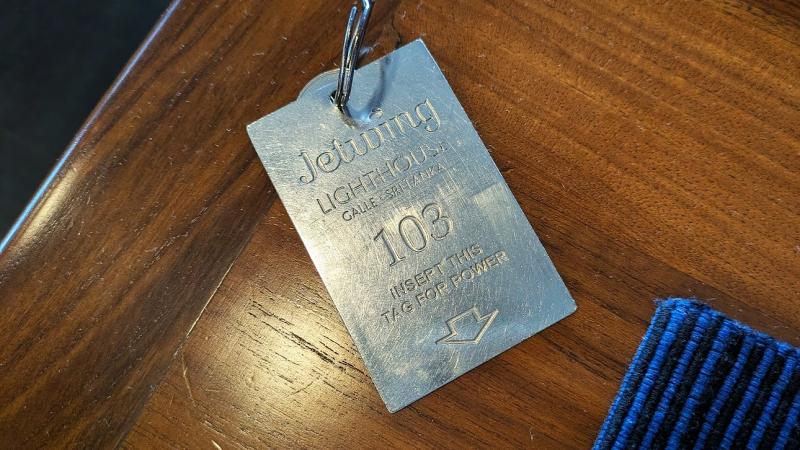 Jetwing
LIGHTHOUSE
GALLE - SRI LANKA
103
INSERT THIS
TAG FOR POWER